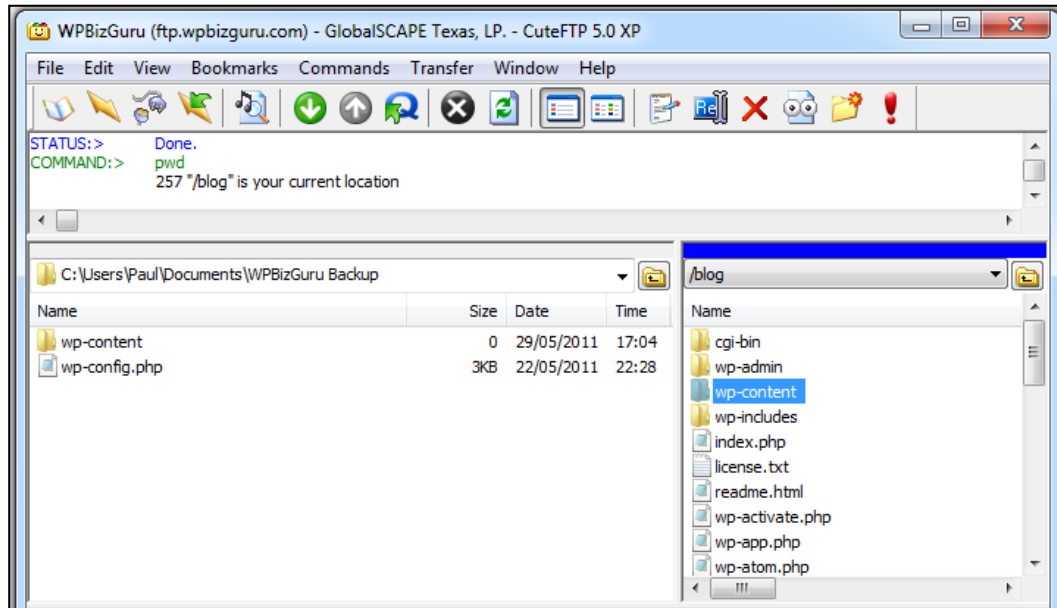 WPBizGuru (ftp.wpbizguru.com) - GlobalSCAPE Texas, LP. - CuteFTP 5.0 XP
File Edit View Bookmarks Commands Transfer Window Help
Re
STATUS:> Done.
COMMAND:> pwd
257 "/blog" is your current location
C:\Users\Paul\Documents\WPBizGuru Backup
Name Size Date Time
wp-content 0 29/05/2011 17:04
wp-config.php 3KB 22/05/2011 22:28
/blog
Name
cgi-bin
wp-admin
wp-content
wp-includes
index.php
license.txt
readme.html
wp-activate.php
wp-app.php
wp-atom.php